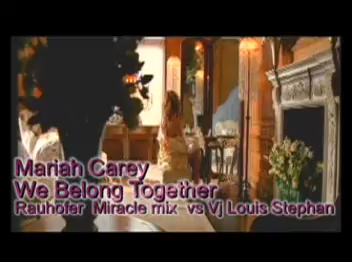 Mariah Carey
We Belong Together
Rauhofer Miracle mix vs Vj Louis Stephan